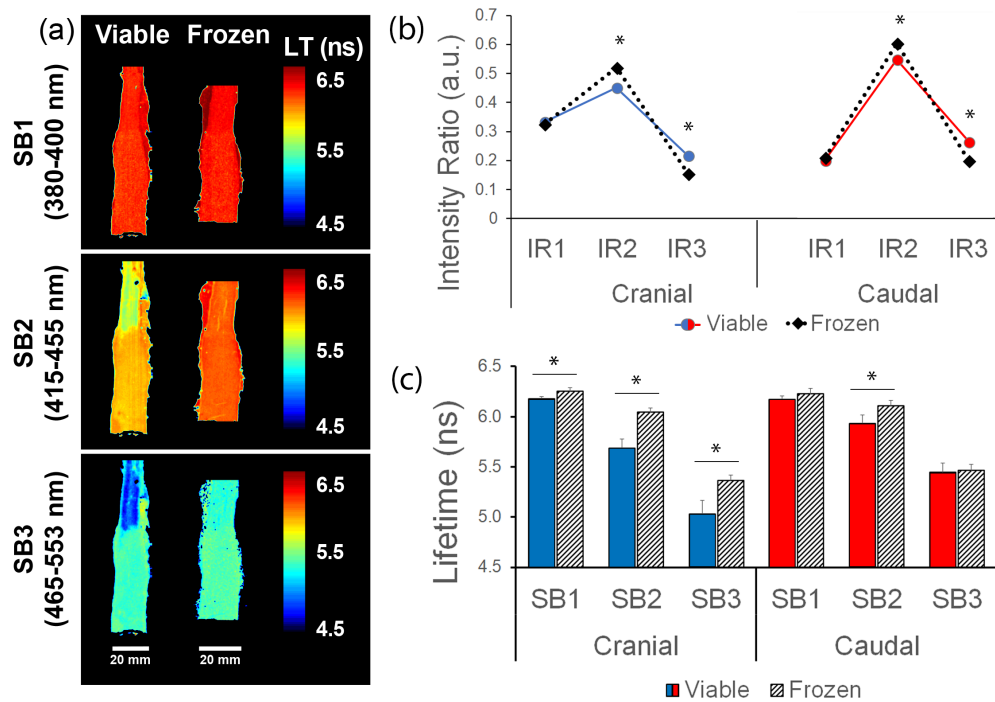 (a)
Viable Frozen LT (ns)
SB1
(380-400 nm)
6.5
5.5
4.5
SB2
(415-455 nm)
6.5
5.5
4.5
SB3
(465-553 nm)
6.5
5.5
4.5
20 mm 20 mm
(b)
Intensity Ratio (a.u.)
0.7
0.6
0.5
0.4
0.3
0.2
0.1
0
* * * *
IR1 IR2 IR3 IR1 IR2 IR3
Cranial Caudal
Viable Frozen
(c)
Lifetime (ns)
6.5
6.0
5.5
5.0
4.5
* * * *
SB1 SB2 SB3 SB1 SB2 SB3
Cranial Caudal
Viable Frozen